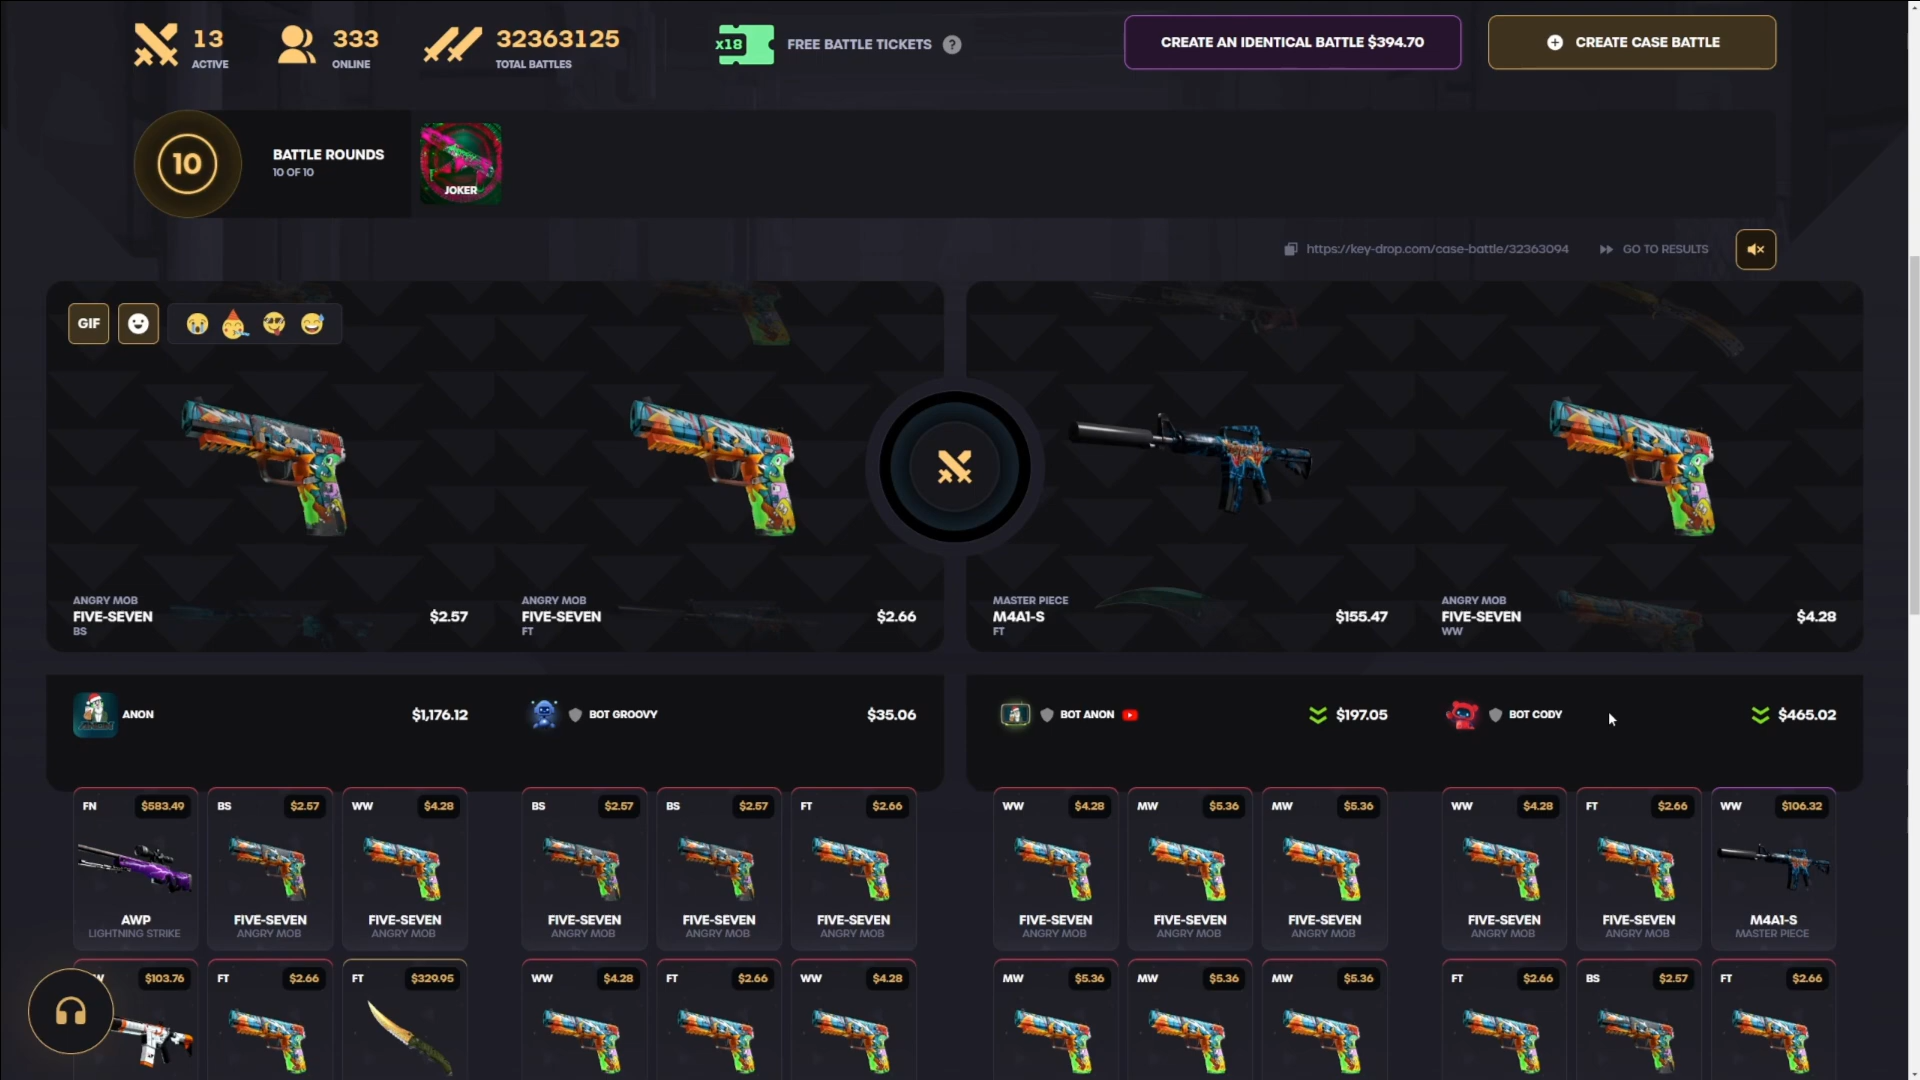 13
ACTIVE
333
ONLINE
32363125
TOTAL BATTLES
x18
FREE BATTLE TICKETS
?
CREATE AN IDENTICAL BATTLE $394.70
CREATE CASE BATTLE
10
BATTLE ROUNDS
10 OF 10
JOKER
https://key-drop.com/case-battle/32363094
GO TO RESULTS
GIF
ANGRY MOB
FIVE-SEVEN
BS
$2.57
ANGRY MOB
FIVE-SEVEN
FT
$2.66
MASTER PIECE
M4A1-S
FT
$155.47
ANGRY MOB
FIVE-SEVEN
WW
$4.28
ANON
$1,176.12
BOT GROOVY
$35.06
BOT ANON
$197.05
BOT CODY
$465.02
FN $583.49
AWP
LIGHTNING STRIKE
BS $2.57
FIVE-SEVEN
ANGRY MOB
WW $4.28
FIVE-SEVEN
ANGRY MOB
BS $2.57
FIVE-SEVEN
ANGRY MOB
BS $2.57
FIVE-SEVEN
ANGRY MOB
FT $2.66
FIVE-SEVEN
ANGRY MOB
WW $4.28
FIVE-SEVEN
ANGRY MOB
MW $5.36
FIVE-SEVEN
ANGRY MOB
MW $5.36
FIVE-SEVEN
ANGRY MOB
WW $4.28
FIVE-SEVEN
ANGRY MOB
FT $2.66
FIVE-SEVEN
ANGRY MOB
WW $106.32
M4A1-S
MASTER PIECE
$103.76
FT $2.66
FT $329.95
WW $4.28
FT $2.66
WW $4.28
MW $5.36
MW $5.36
MW $5.36
FT $2.66
BS $2.57
FT $2.66